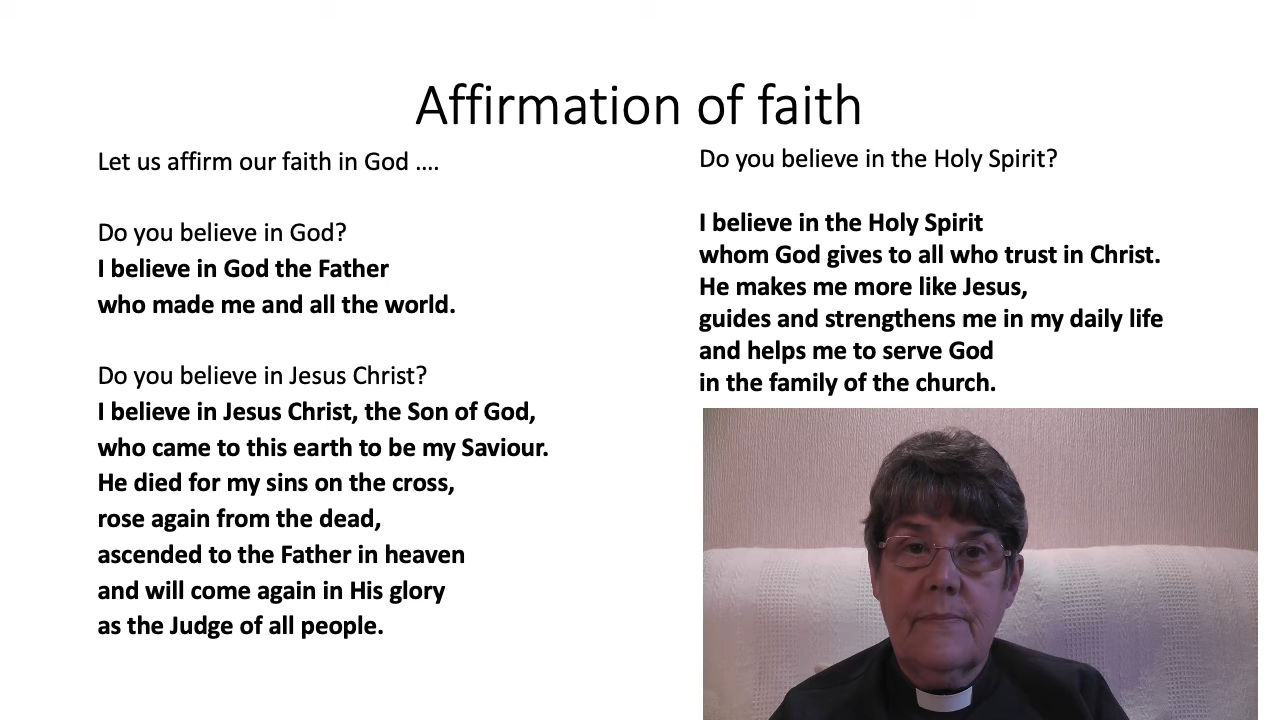 Affirmation of faith
Let us affirm our faith in God ....
Do you believe in God?
I believe in God the Father
who made me and all the world.
Do you believe in Jesus Christ?
I believe in Jesus Christ, the Son of God,
who came to this earth to be my Saviour.
He died for my sins on the cross,
rose again from the dead,
ascended to the Father in heaven
and will come again in His glory
as the Judge of all people.
Do you believe in the Holy Spirit?
I believe in the Holy Spirit
whom God gives to all who trust in Christ.
He makes me more like Jesus,
guides and strengthens me in my daily life
and helps me to serve God
in the family of the church.